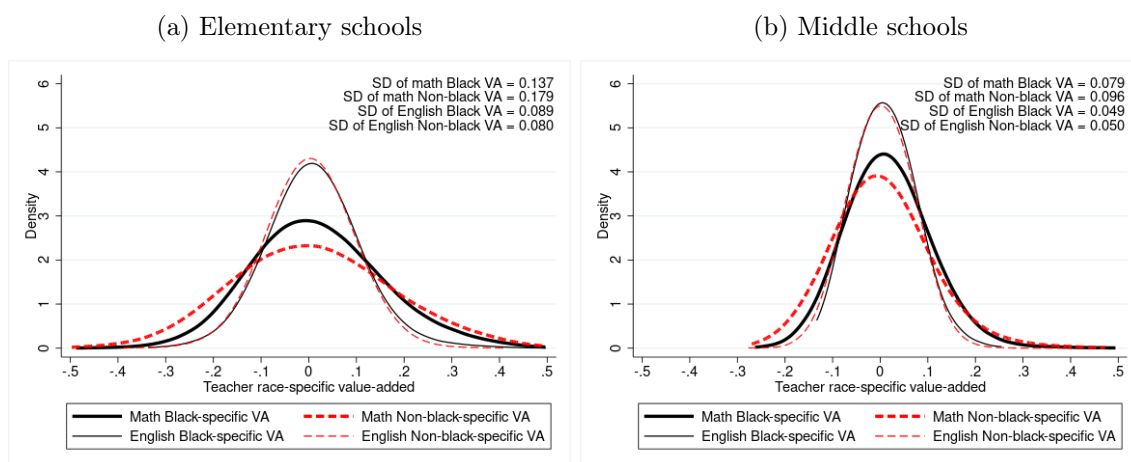 (a) Elementary schools
SD of math Black VA = 0.137
SD of math Non-black VA = 0.179
SD of English Black VA = 0.089
SD of English Non-black VA = 0.080
6
5
4
3
2
1
0
Density
-.5 -.4 -.3 -.2 -.1 0 .1 .2 .3 .4 .5
Teacher race-specific value-added
Math Black-specific VA Math Non-black-specific VA
English Black-specific VA English Non-black-specific VA
(b) Middle schools
SD of math Black VA = 0.079
SD of math Non-black VA = 0.096
SD of English Black VA = 0.049
SD of English Non-black VA = 0.050
6
5
4
3
2
1
0
Density
-.5 -.4 -.3 -.2 -.1 0 .1 .2 .3 .4 .5
Teacher race-specific value-added
Math Black-specific VA Math Non-black-specific VA
English Black-specific VA English Non-black-specific VA